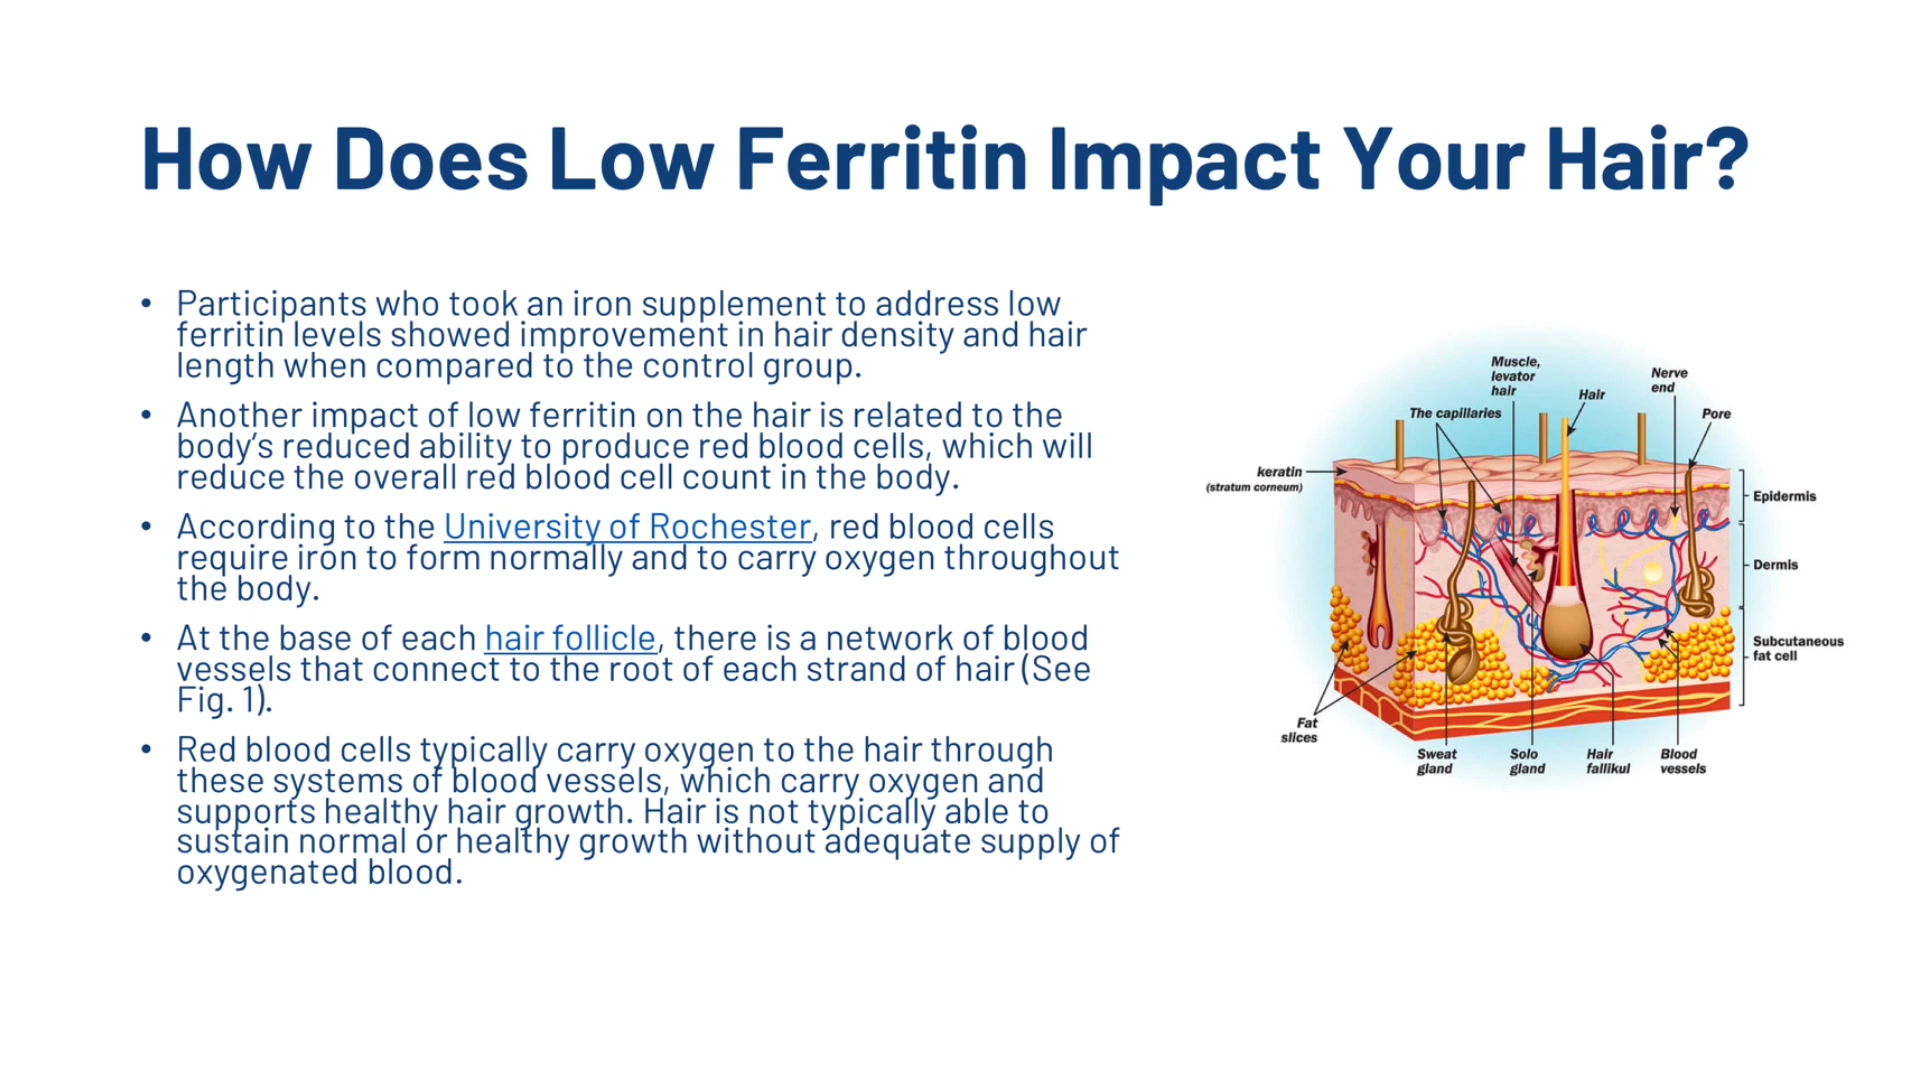 How Does Low Ferritin Impact Your Hair?
• Participants who took an iron supplement to address low
ferritin levels showed improvement in hair density and hair
length when compared to the control group.
• Another impact of low ferritin on the hair is related to the
body's reduced ability to produce red blood cells, which will
reduce the overall red blood cell count in the body.
• According to the University of Rochester, red blood cells
require iron to form normally and to carry oxygen throughout
the body.
• At the base of each hair follicle, there is a network of blood
vessels that connect to the root of each strand of hair (See
Fig. 1).
• Red blood cells typically carry oxygen to the hair through
these systems of blood vessels, which carry oxygen and
supports healthy hair growth. Hair is not typically able to
sustain normal or healthy growth without adequate supply of
oxygenated blood.
Muscle,
levator
hair
Nerve
end
Hair
The capillaries
Pore
keratin
(stratum corneum)
Epidermis
Dermis
Subcutaneous
fat cell
Fat
slices
Sweat
gland
Solo
gland
Hair
fallikul
Blood
vessels